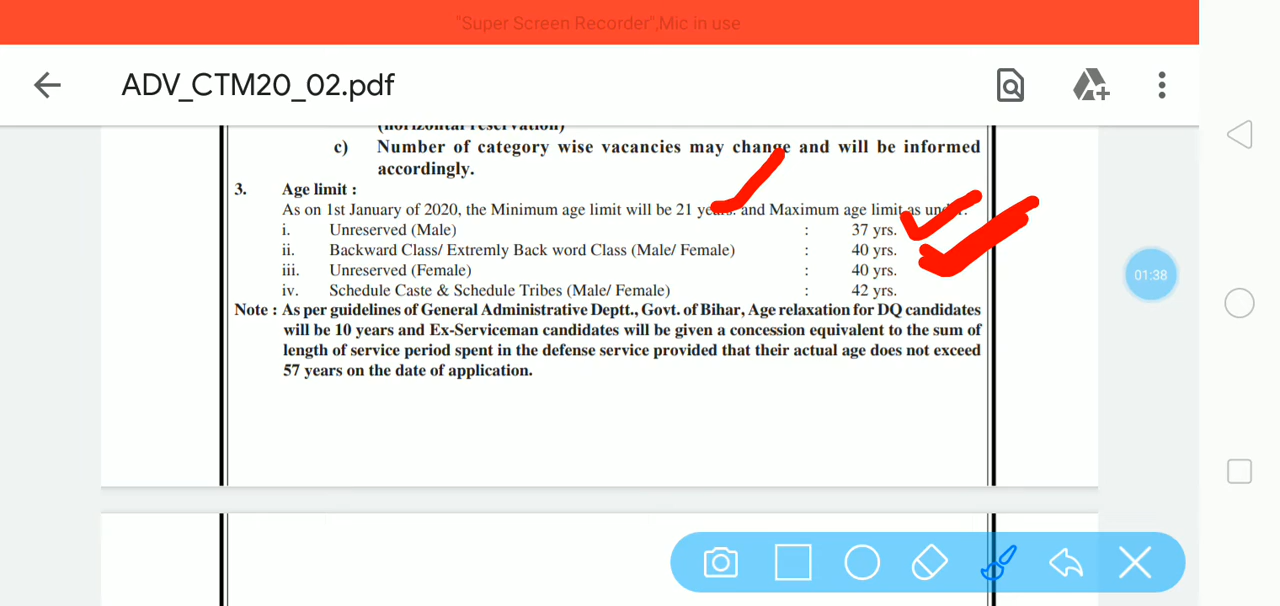 "Super Screen Recorder",Mic in use
ADV_CTM20_02.pdf
(horizontal reservation)
c) Number of category wise vacancies may change and will be informed
accordingly.
3. Age limit :
As on 1st January of 2020, the Minimum age limit will be 21 and Maximum age limit as
i. Unreserved (Male) : 37 yrs.
ii. Backward Class/ Extremly Back word Class (Male/ Female) : 40 yrs.
iii. Unreserved (Female) : 40 yrs.
01:38
iv. Schedule Caste & Schedule Tribes (Male/ Female) : 42 yrs.
Note : As per guidelines of General Administrative Deptt., Govt. of Bihar, Age relaxation for DQ candidates
will be 10 years and Ex-Serviceman candidates will be given a concession equivalent to the sum of
length of service period spent in the defense service provided that their actual age does not exceed
57 years on the date of application.